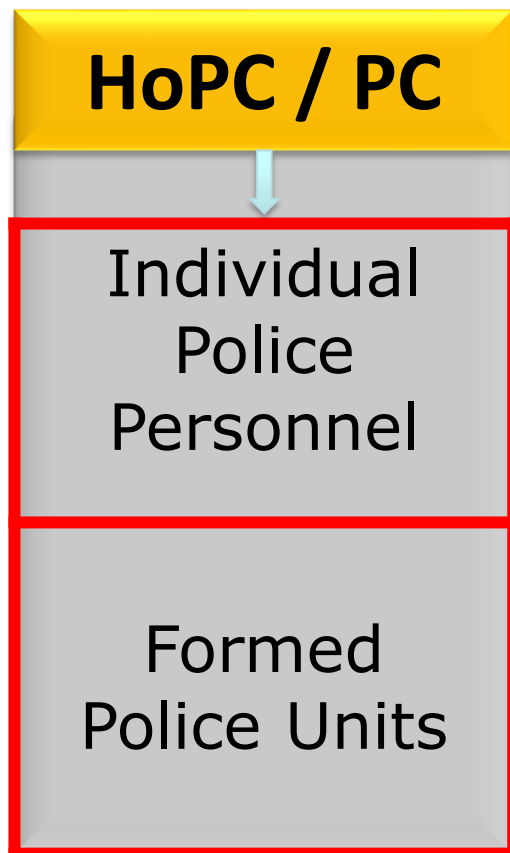 HoPC / PC
Individual
Police
Personnel
Formed
Police Units